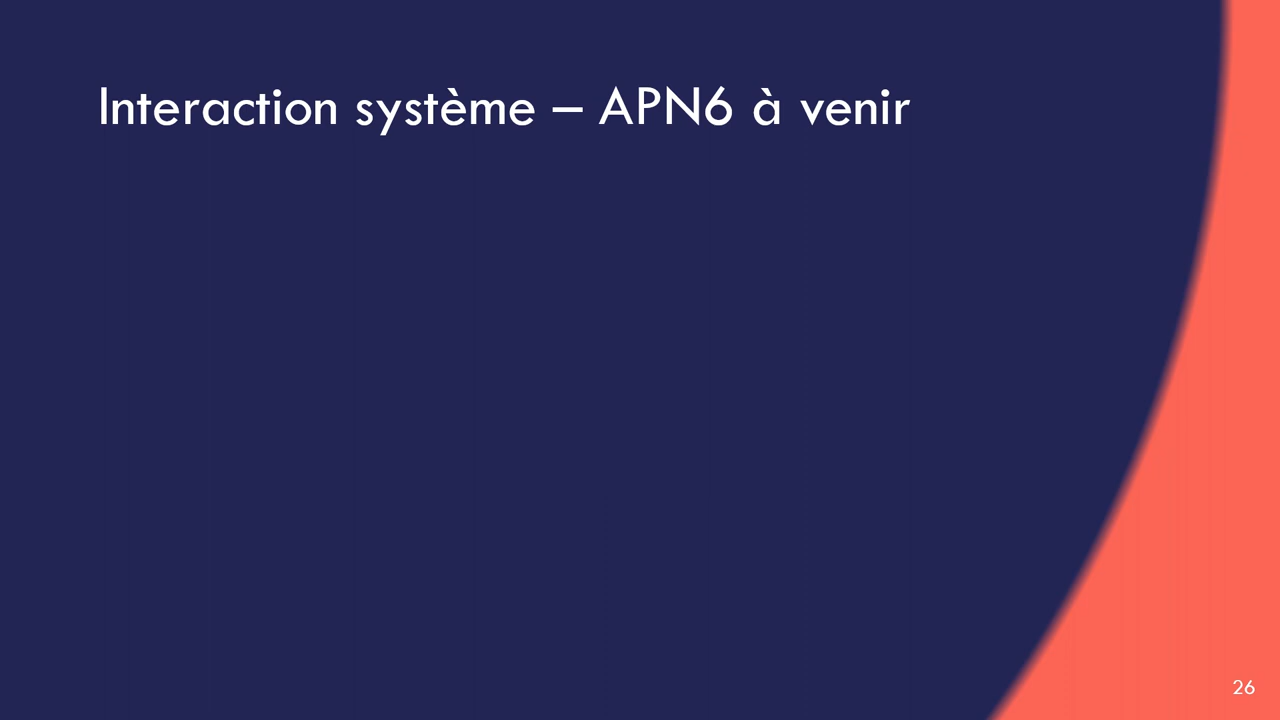 Interaction système – APN6 à venir
26